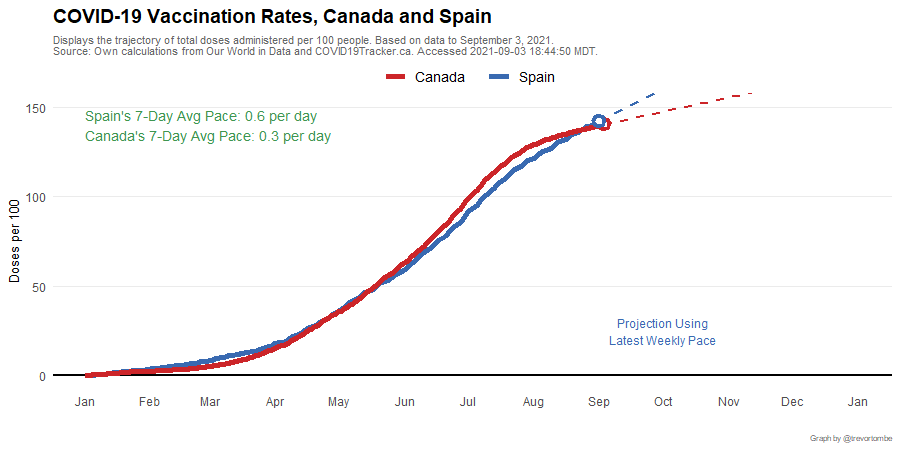 COVID-19 Vaccination Rates, Canada and Spain
Displays the trajectory of total doses administered per 100 people. Based on data to September 3, 2021.
Source: Own calculations from Our World in Data and COVID19Tracker.ca. Accessed 2021-09-03 18:44:50 MDT.
Canada Spain
150
Spain's 7-Day Avg Pace: 0.6 per day
Canada's 7-Day Avg Pace: 0.3 per day
100
Doses per 100
50
Projection Using
Latest Weekly Pace
0
Jan Feb Mar Apr May Jun Jul Aug Sep Oct Nov Dec Jan
Graph by @trevortombe